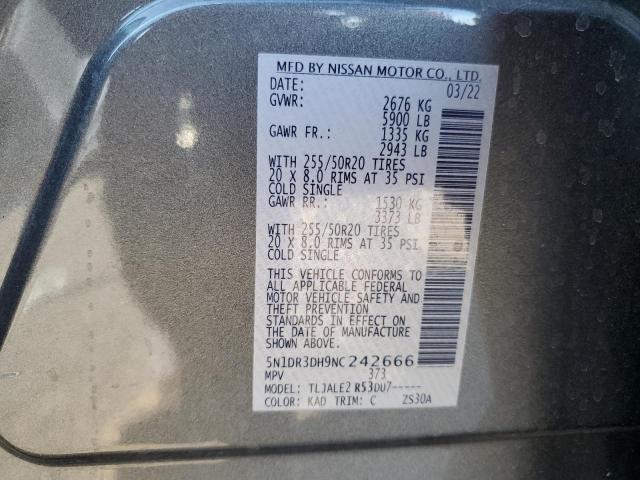 MFD BY NISSAN MOTOR CO., LTD.
DATE: 03/22
GVWR: 2676 KG
5900 LB
GAWR FR.: 1335 KG
2943 LB
WITH 255/50R20 TIRES
20 X 8.0 RIMS AT 35 PSI
COLD SINGLE
GAWR RR.: 1530 KG
3373 LB
WITH 255/50R20 TIRES
20 X 8.0 RIMS AT 35 PSI
COLD SINGLE
THIS VEHICLE CONFORMS TO
ALL APPLICABLE FEDERAL
MOTOR VEHICLE SAFETY AND
THEFT PREVENTION
STANDARDS IN EFFECT ON
THE DATE OF MANUFACTURE
SHOWN ABOVE.
5N1DR3DH9NC242666
MPV 373
MODEL: TLJALE2 R53DU7-----
COLOR: KAD TRIM: C ZS30A